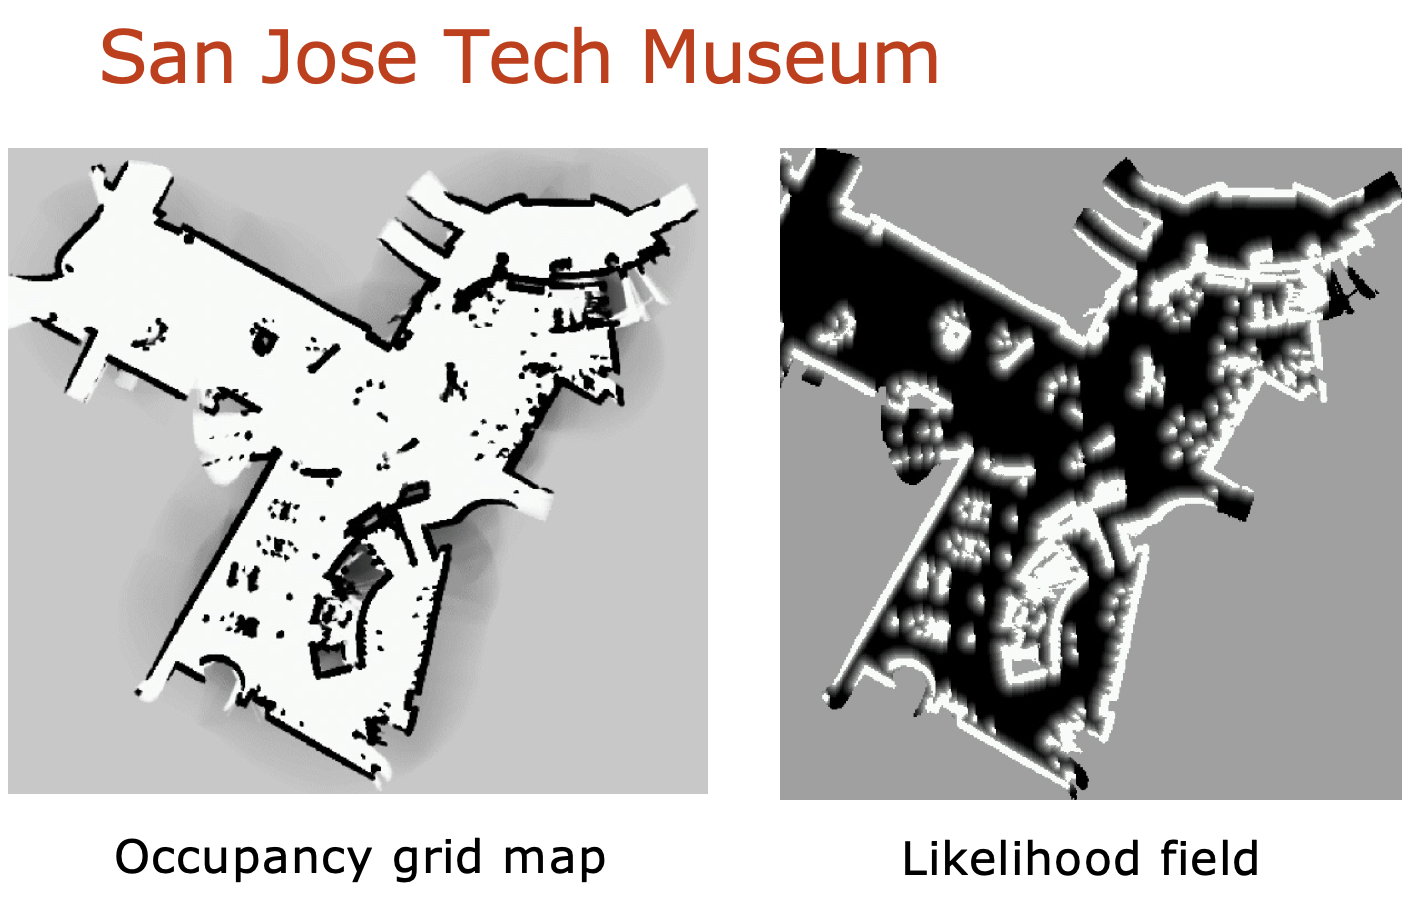 San Jose Tech Museum
Occupancy grid map
Likelihood field